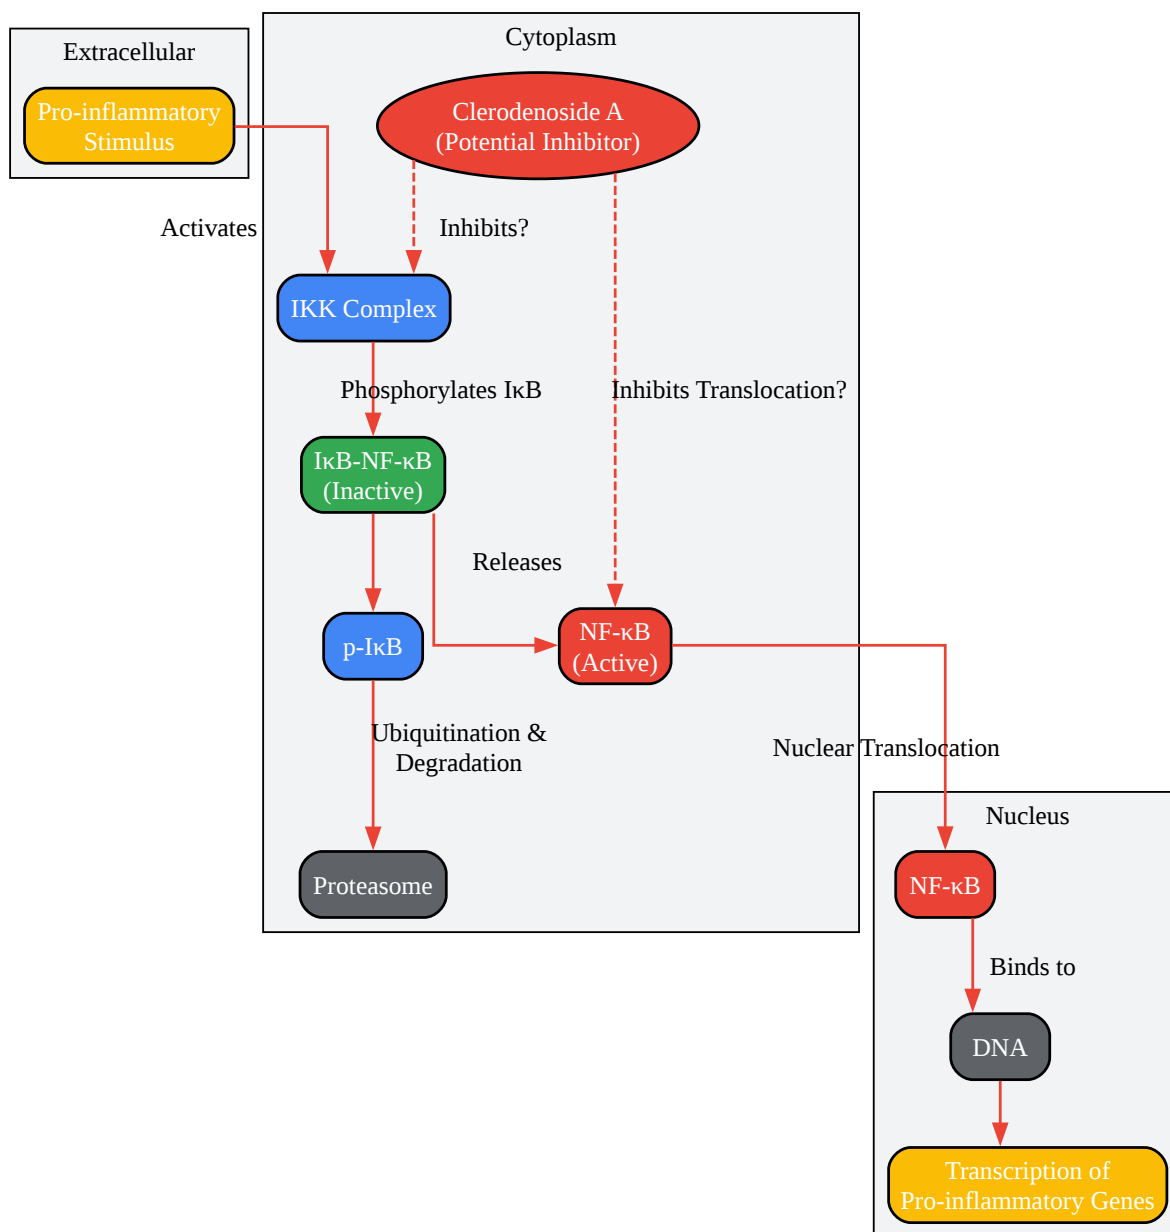 Extracellular
Pro-inflammatory
Stimulus
Cytoplasm
Clerodenoside A
(Potential Inhibitor)
Activates
Inhibits?
IKK Complex
Phosphorylates IκB
Inhibits Translocation?
IκB-NF-κB
(Inactive)
Releases
p-IκB
NF-κB
(Active)
Ubiquitination &
Degradation
Nuclear Translocation
Proteasome
Nucleus
NF-κB
Binds to
DNA
Transcription of
Pro-inflammatory Genes